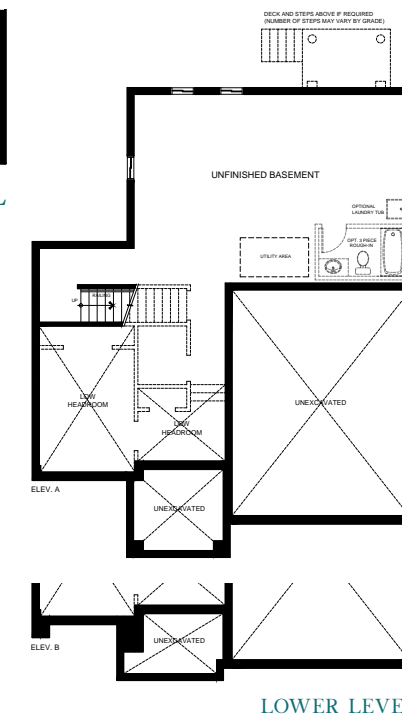 DECK AND STEPS ABOVE IF REQUIRED
(NUMBER OF STEPS MAY VARY BY GRADE)
L
UNFINISHED BASEMENT
OPTIONAL
LAUNDRY TUB
OPT. 3 PIECE
ROUGH-IN
UTILITY AREA
RAILING
UP
LOW
HEADROOM
UNEXCAVATED
LOW
HEADROOM
ELEV. A
UNEXCAVATED
UNEXCAVATED
ELEV. B
LOWER LEVE